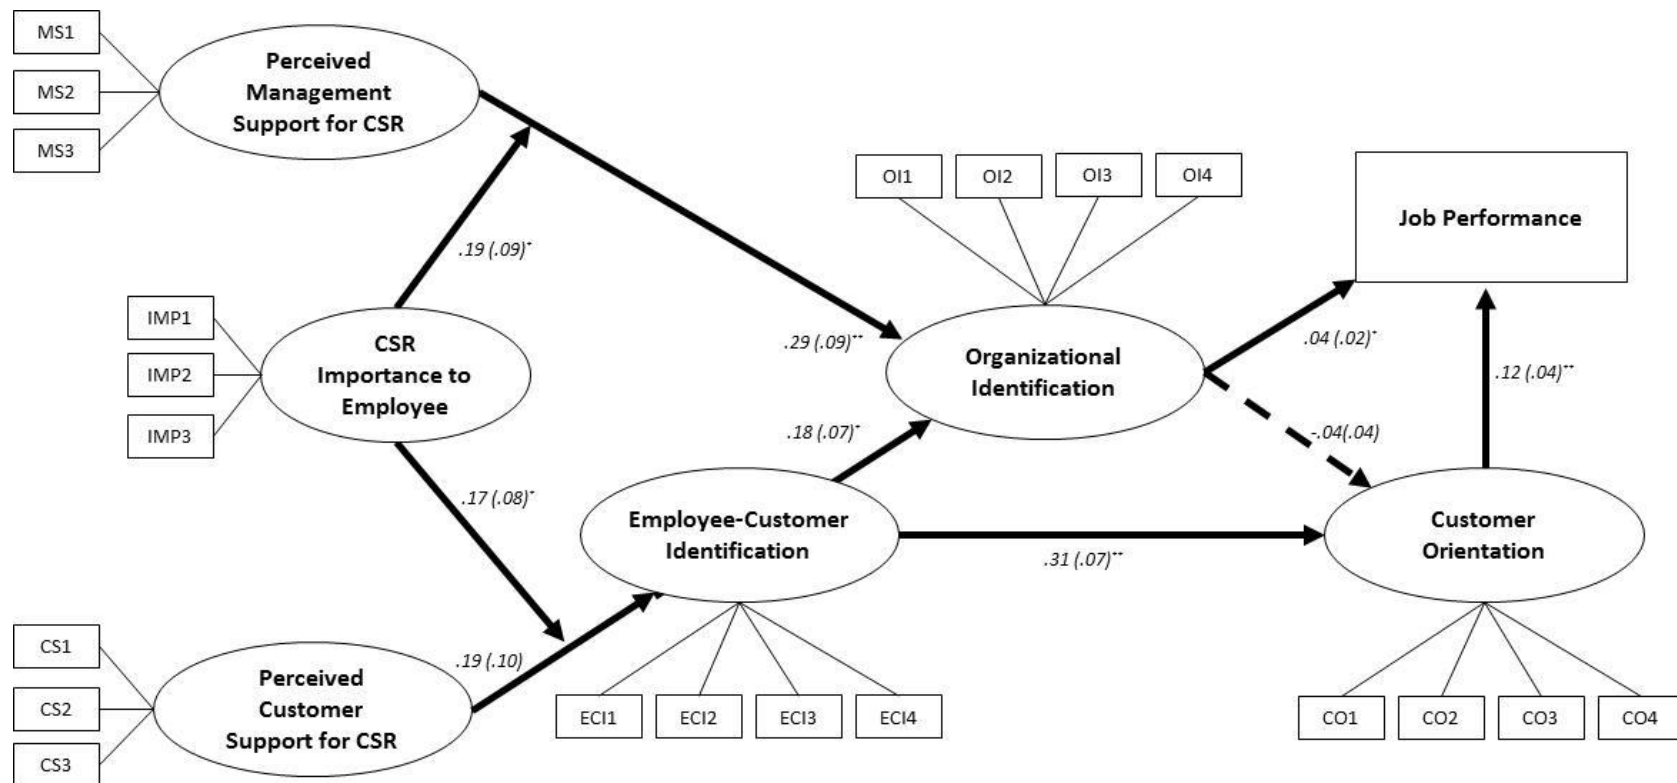 MS1
MS2
MS3
Perceived
Management
Support for CSR
OI1
OI2
OI3
OI4
Job Performance
.19 (.09)*
IMP1
IMP2
IMP3
CSR
Importance to
Employee
.29 (.09)**
Organizational
Identification
.04 (.02)*
.12 (.04)**
.18 (.07)*
-.04(.04)
.17 (.08)*
Employee-Customer
Identification
.31 (.07)**
Customer
Orientation
CS1
CS2
CS3
Perceived
Customer
Support for CSR
.19 (.10)
ECI1
ECI2
ECI3
ECI4
CO1
CO2
CO3
CO4